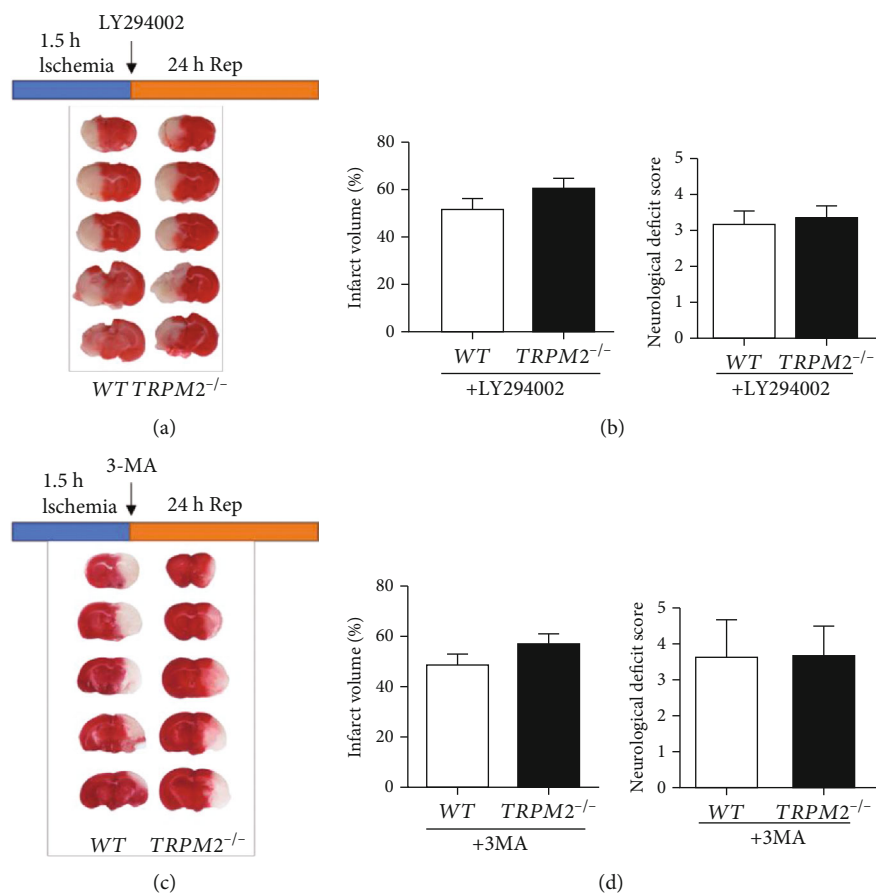 LY294002
1.5 h
lschemia
24 h Rep
WT TRPM2−/−
(a)
Infarct volume (%)
80
60
40
20
0
WT
TRPM2−/−
+LY294002
Neurological deficit score
5
4
3
2
1
0
WT
TRPM2−/−
+LY294002
(b)
3-MA
1.5 h
lschemia
24 h Rep
WT
TRPM2−/−
(c)
Infarct volume (%)
80
60
40
20
0
WT
TRPM2−/−
+3MA
Neurological deficit score
5
4
3
2
1
0
WT
TRPM2−/−
+3MA
(d)